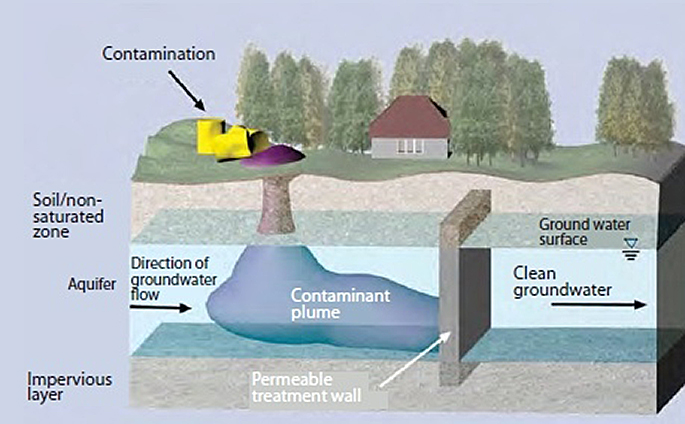 Contamination
Soil/non-
saturated
zone
Ground water
surface
Aquifer
Direction of
groundwater
flow
Contaminant
plume
Clean
groundwater
Impervious
layer
Permeable
treatment wall